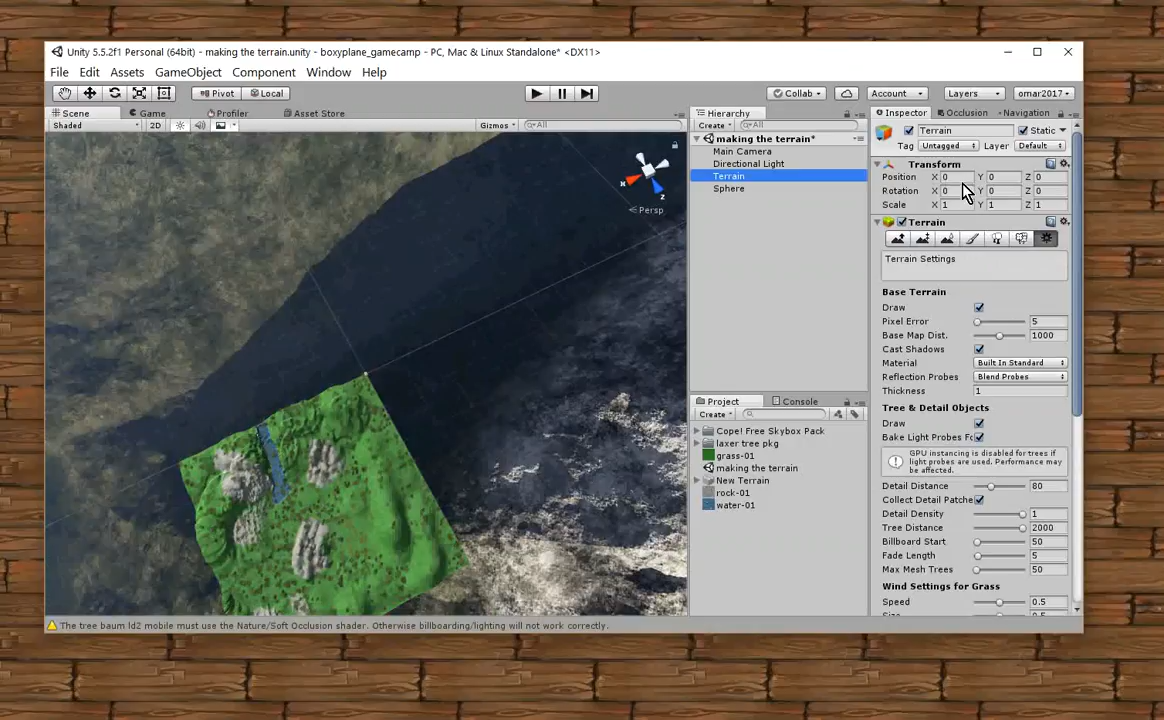 Unity 5.5.2f1 Personal (64bit) - making the terrain.unity - boxyplane_gamecamp - PC, Mac & Linux Standalone* <DX11>
File Edit Assets GameObject Component Window Help
Pivot Local Collab Account Layers omar2017
Scene Game Profiler Asset Store
Shaded 2D Gizmos All
x z
Persp
Hierarchy
Create All
making the terrain*
Main Camera
Directional Light
Terrain
Sphere
Project Console
Create
Cope! Free Skybox Pack
laxer tree pkg
grass-01
making the terrain
New Terrain
rock-01
water-01
Inspector Occlusion Navigation
Terrain Static
Tag Untagged Layer Default
Transform
Position X 0 Y 0 Z 0
Rotation X 0 Y 0 Z 0
Scale X 1 Y 1 Z 1
Terrain
Terrain Settings
Base Terrain
Draw
Pixel Error 5
Base Map Dist. 1000
Cast Shadows
Material Built In Standard
Reflection Probes Blend Probes
Thickness 1
Tree & Detail Objects
Draw
Bake Light Probes Fo
GPU instancing is disabled for trees if
light probes are used. Performance may
be affected.
Detail Distance 80
Collect Detail Patche
Detail Density 1
Tree Distance 2000
Billboard Start 50
Fade Length 5
Max Mesh Trees 50
Wind Settings for Grass
Speed 0.5
The tree baum ld2 mobile must use the Nature/Soft Occlusion shader. Otherwise billboarding/lighting will not work correctly.